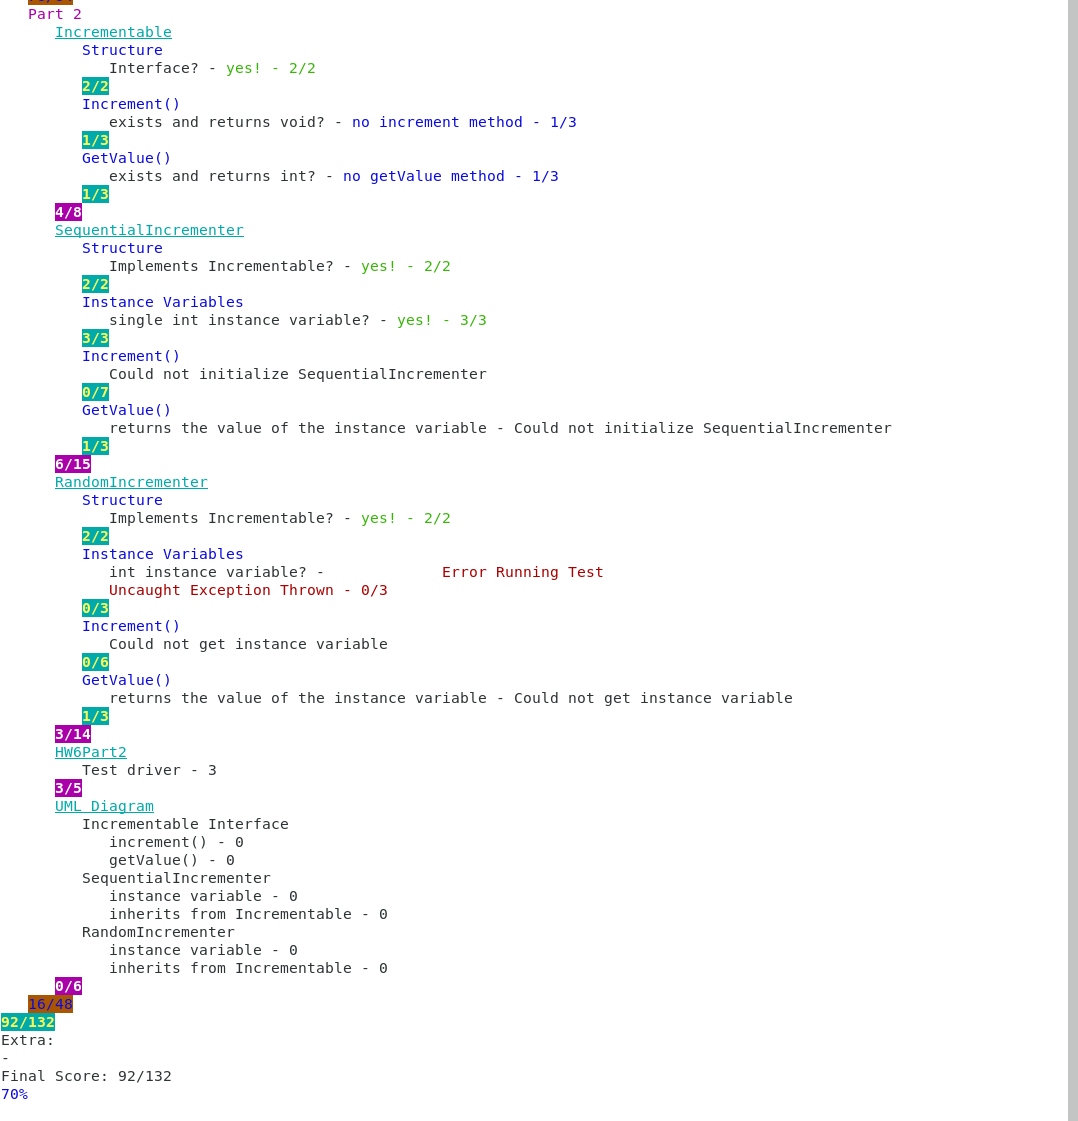 Part 2
Incrementable
Structure
Interface? - yes! - 2/2
2/2
Increment()
exists and returns void? - no increment method - 1/3
1/3
GetValue()
exists and returns int? - no getValue method - 1/3
1/3
4/8
SequentialIncrementer
Structure
Implements Incrementable? - yes! - 2/2
2/2
Instance Variables
single int instance variable? - yes! - 3/3
3/3
Increment()
Could not initialize SequentialIncrementer
0/7
GetValue()
returns the value of the instance variable - Could not initialize SequentialIncrementer
1/3
6/15
RandomIncrementer
Structure
Implements Incrementable? - yes! - 2/2
2/2
Instance Variables
int instance variable? - Error Running Test
Uncaught Exception Thrown - 0/3
0/3
Increment()
Could not get instance variable
0/6
GetValue()
returns the value of the instance variable - Could not get instance variable
1/3
3/14
HW6Part2
Test driver - 3
3/5
UML Diagram
Incrementable Interface
increment() - 0
getValue() - 0
SequentialIncrementer
instance variable - 0
inherits from Incrementable - 0
RandomIncrementer
instance variable - 0
inherits from Incrementable - 0
0/6
16/48
92/132
Extra:
-
Final Score: 92/132
70%